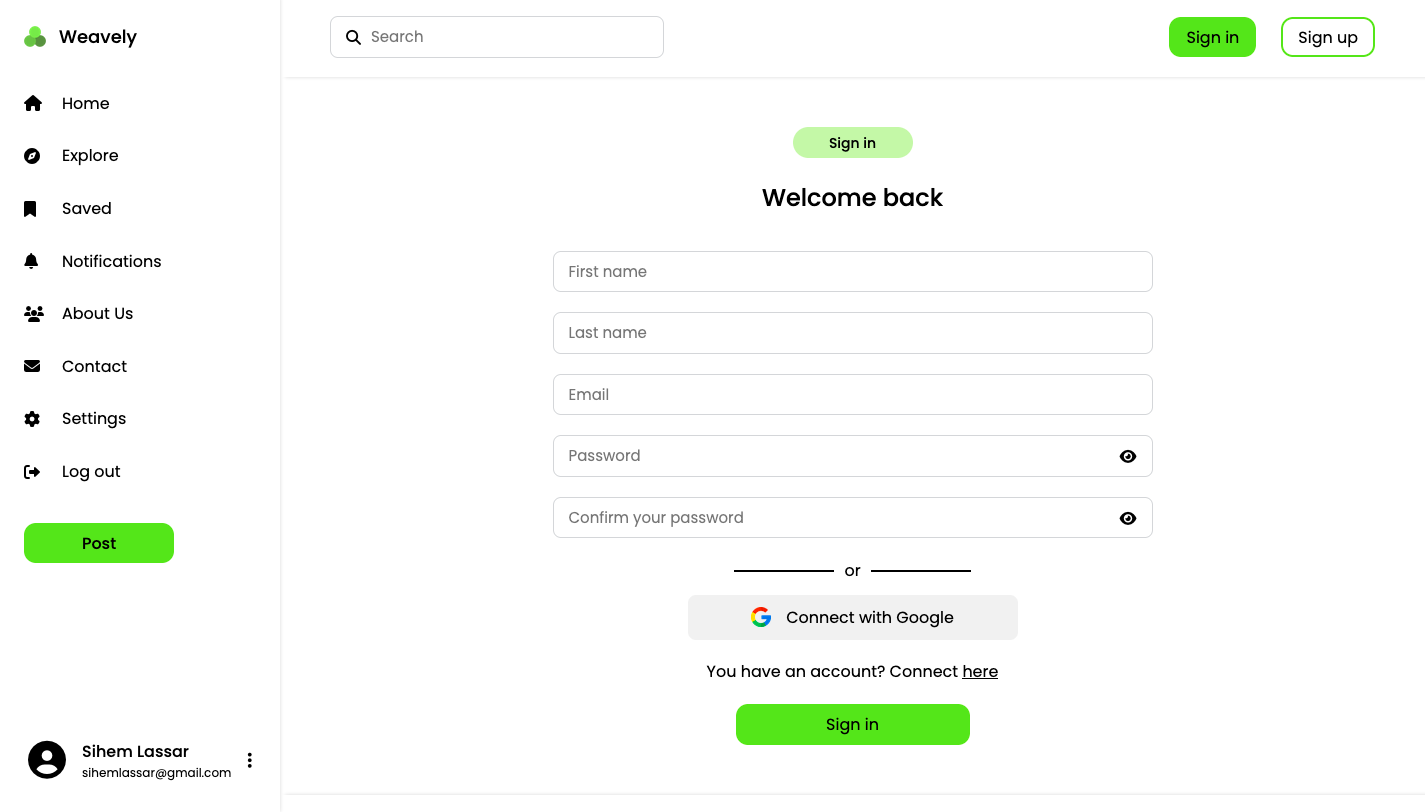 Weavely
Search
Sign in
Sign up
Home
Explore
Saved
Notifications
About Us
Contact
Settings
Log out
Post
Sihem Lassar
sihemlassar@gmail.com
Sign in
Welcome back
First name
Last name
Email
Password
Confirm your password
or
Connect with Google
You have an account? Connect here
Sign in